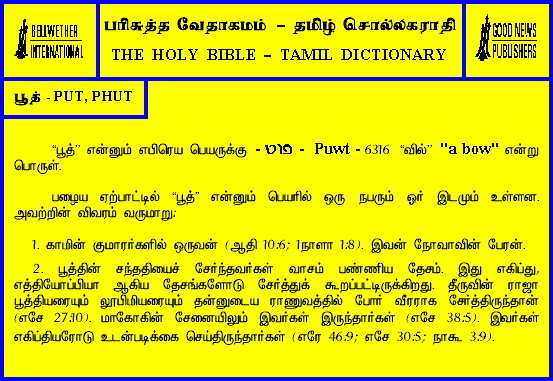 BELLWETHER
INTERNATIONAL
பரிசுத்த வேதாகமம் – தமிழ் சொல்லகராதி
THE HOLY BIBLE – TAMIL DICTIONARY
GOOD NEWS
PUBLISHERS
பூத் - PUT, PHUT
“பூத்” என்னும் எபிரெய பெயருக்கு - פוט - Puwt - 6316 “வில்” "a bow" என்று
பொருள்.
பழைய ஏற்பாட்டில் “பூத்” என்னும் பெயரில் ஒரு நபரும் ஓர் இடமும் உள்ளன.
அவற்றின் விவரம் வருமாறு:
1. காமின் குமாரர்களில் ஒருவன் (ஆதி 10:6; 1நாளா 1:8). இவன் நோவாவின் பேரன்.
2. பூத்தின் சந்ததியைச் சேர்ந்தவர்கள் வாசம் பண்ணிய தேசம். இது எகிப்து,
எத்தியோப்பியா ஆகிய தேசங்களோடு சேர்த்துக் கூறப்பட்டிருக்கிறது. தீருவின் ராஜா
பூத்தியரையும் லூபிமியரையும் தன்னுடைய ராணுவத்தில் போர் வீரராக சேர்த்திருந்தான்
(எசே 27:10). மாகோகின் சேனையிலும் இவர்கள் இருந்தார்கள் (எசே 38:5). இவர்கள்
எகிப்தியரோடு உடன்படிக்கை செய்திருந்தார்கள் (எரே 46:9; எசே 30:5; நாகூ 3:9).